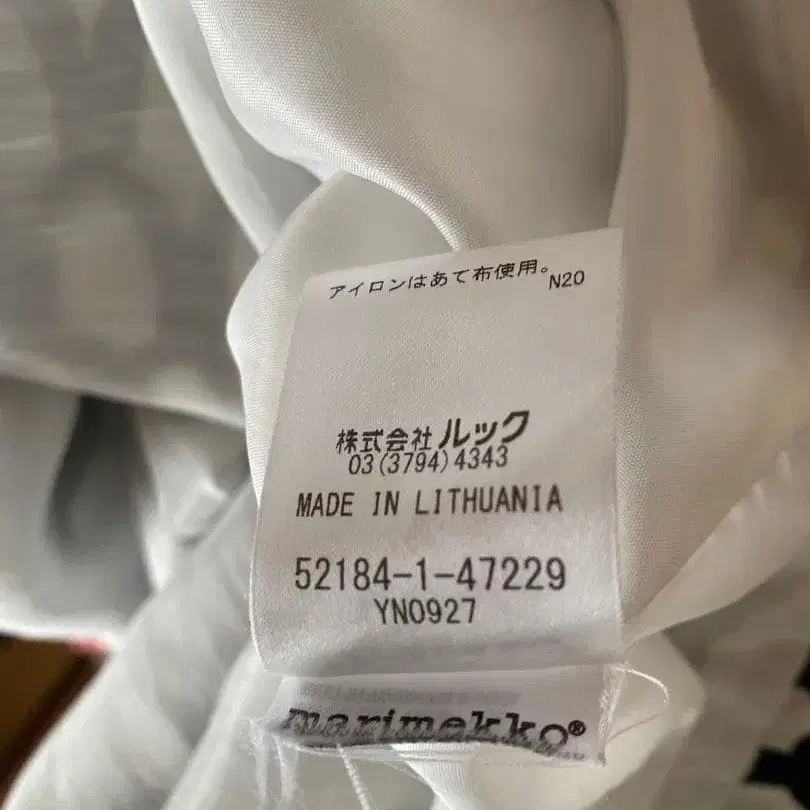 アイロンはあて布使用。
N20
株式会社 ルック
03(3794)4343
MADE IN LITHUANIA
52184-1-47229
YN0927
marimekko®